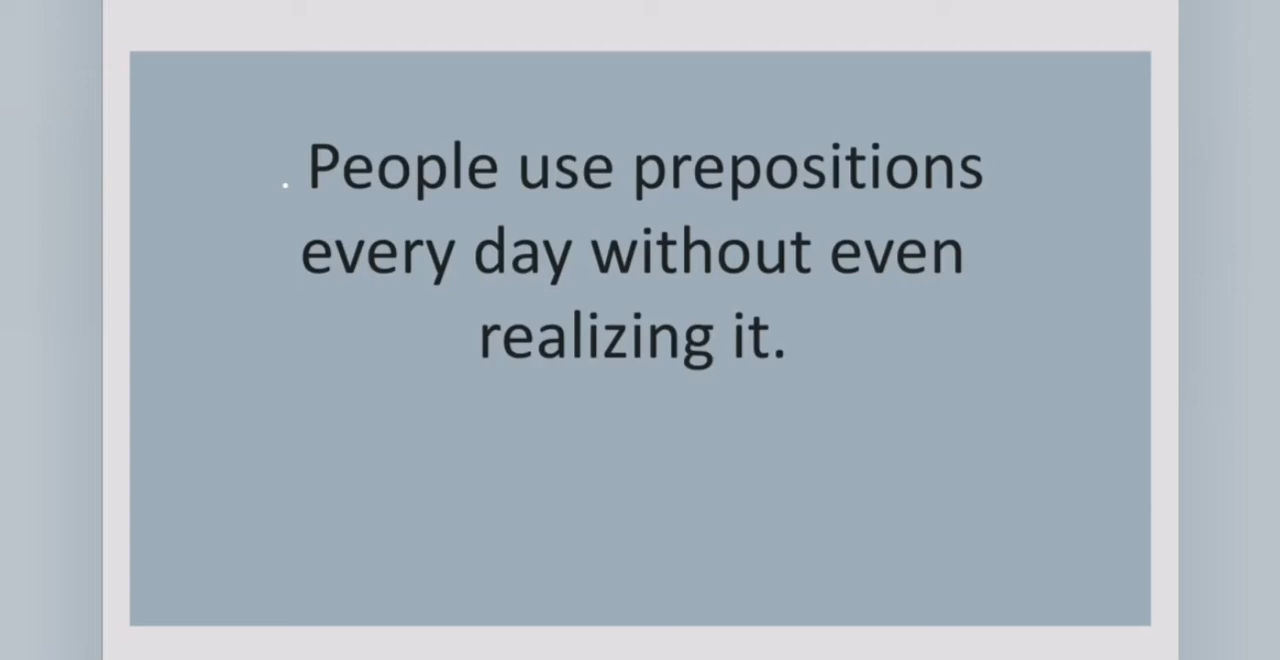 . People use prepositions
every day without even
realizing it.